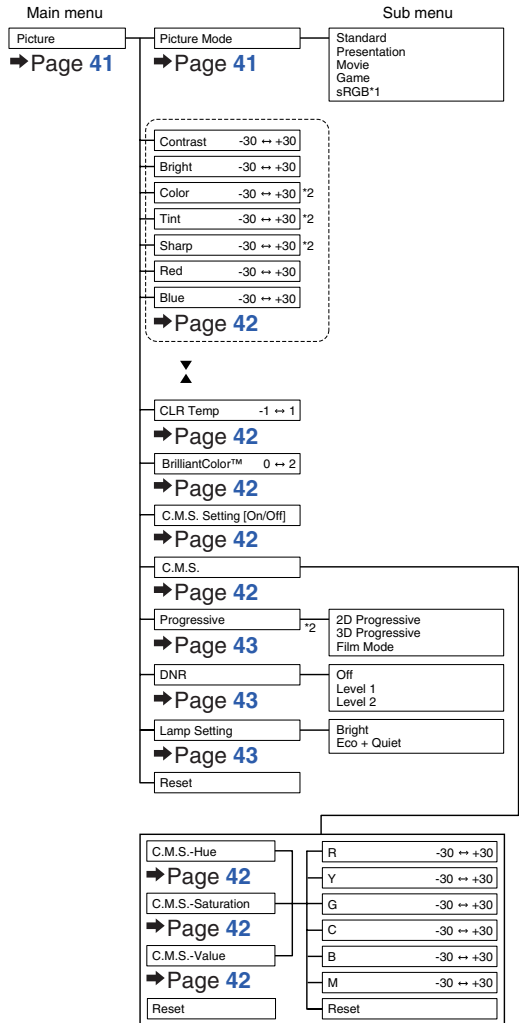 Main menu
Sub menu
Picture
➡Page 41
Picture Mode
➡Page 41
Standard
Presentation
Movie
Game
sRGB*1
Contrast -30 ↔ +30
Bright -30 ↔ +30
Color -30 ↔ +30 *2
Tint -30 ↔ +30 *2
Sharp -30 ↔ +30 *2
Red -30 ↔ +30
Blue -30 ↔ +30
➡Page 42
CLR Temp -1 ↔ 1
➡Page 42
BrilliantColor™ 0 ↔ 2
➡Page 42
C.M.S. Setting [On/Off]
➡Page 42
C.M.S.
➡Page 42
Progressive *2
➡Page 43
2D Progressive
3D Progressive
Film Mode
DNR
➡Page 43
Off
Level 1
Level 2
Lamp Setting
➡Page 43
Bright
Eco + Quiet
Reset
C.M.S.-Hue
➡Page 42
C.M.S.-Saturation
➡Page 42
C.M.S.-Value
➡Page 42
Reset
R -30 ↔ +30
Y -30 ↔ +30
G -30 ↔ +30
C -30 ↔ +30
B -30 ↔ +30
M -30 ↔ +30
Reset